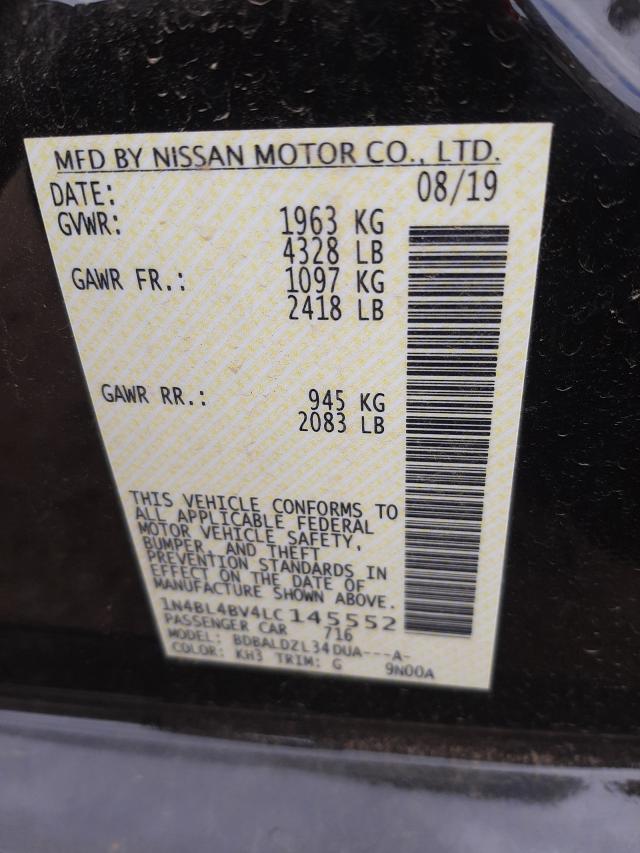 MFD BY NISSAN MOTOR CO., LTD.
DATE: 08/19
GVWR: 1963 KG
4328 LB
GAWR FR.: 1097 KG
2418 LB
GAWR RR.: 945 KG
2083 LB
THIS VEHICLE CONFORMS TO
ALL APPLICABLE FEDERAL
MOTOR VEHICLE SAFETY,
BUMPER, AND THEFT
PREVENTION STANDARDS IN
EFFECT ON THE DATE OF
MANUFACTURE SHOWN ABOVE.
1N4BL4BV4LC145552
PASSENGER CAR 716
MODEL: BDBALDZL34DUA---A-
COLOR: KH3 TRIM: G 9N00A